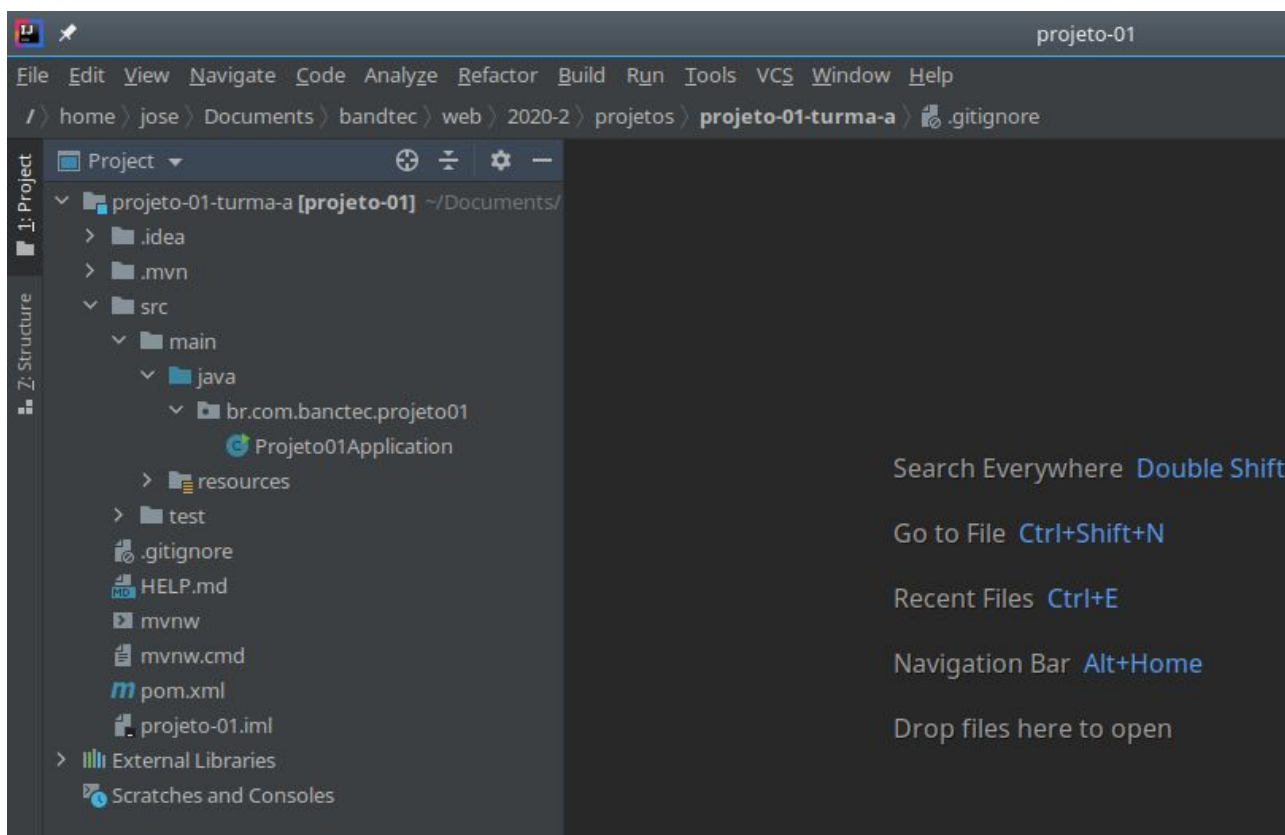 projeto-01
File Edit View Navigate Code Analyze Refactor Build Run Tools VCS Window Help
/ home jose Documents bandtec web 2020-2 projetos projeto-01-turma-a .gitignore
1: Project
7: Structure
Project
projeto-01-turma-a [projeto-01] ~/Documents/
.idea
.mvn
src
main
java
br.com.banctec.projeto01
Projeto01Application
resources
test
.gitignore
HELP.md
mvnw
mvnw.cmd
pom.xml
projeto-01.iml
External Libraries
Scratches and Consoles
Search Everywhere Double Shift
Go to File Ctrl+Shift+N
Recent Files Ctrl+E
Navigation Bar Alt+Home
Drop files here to open